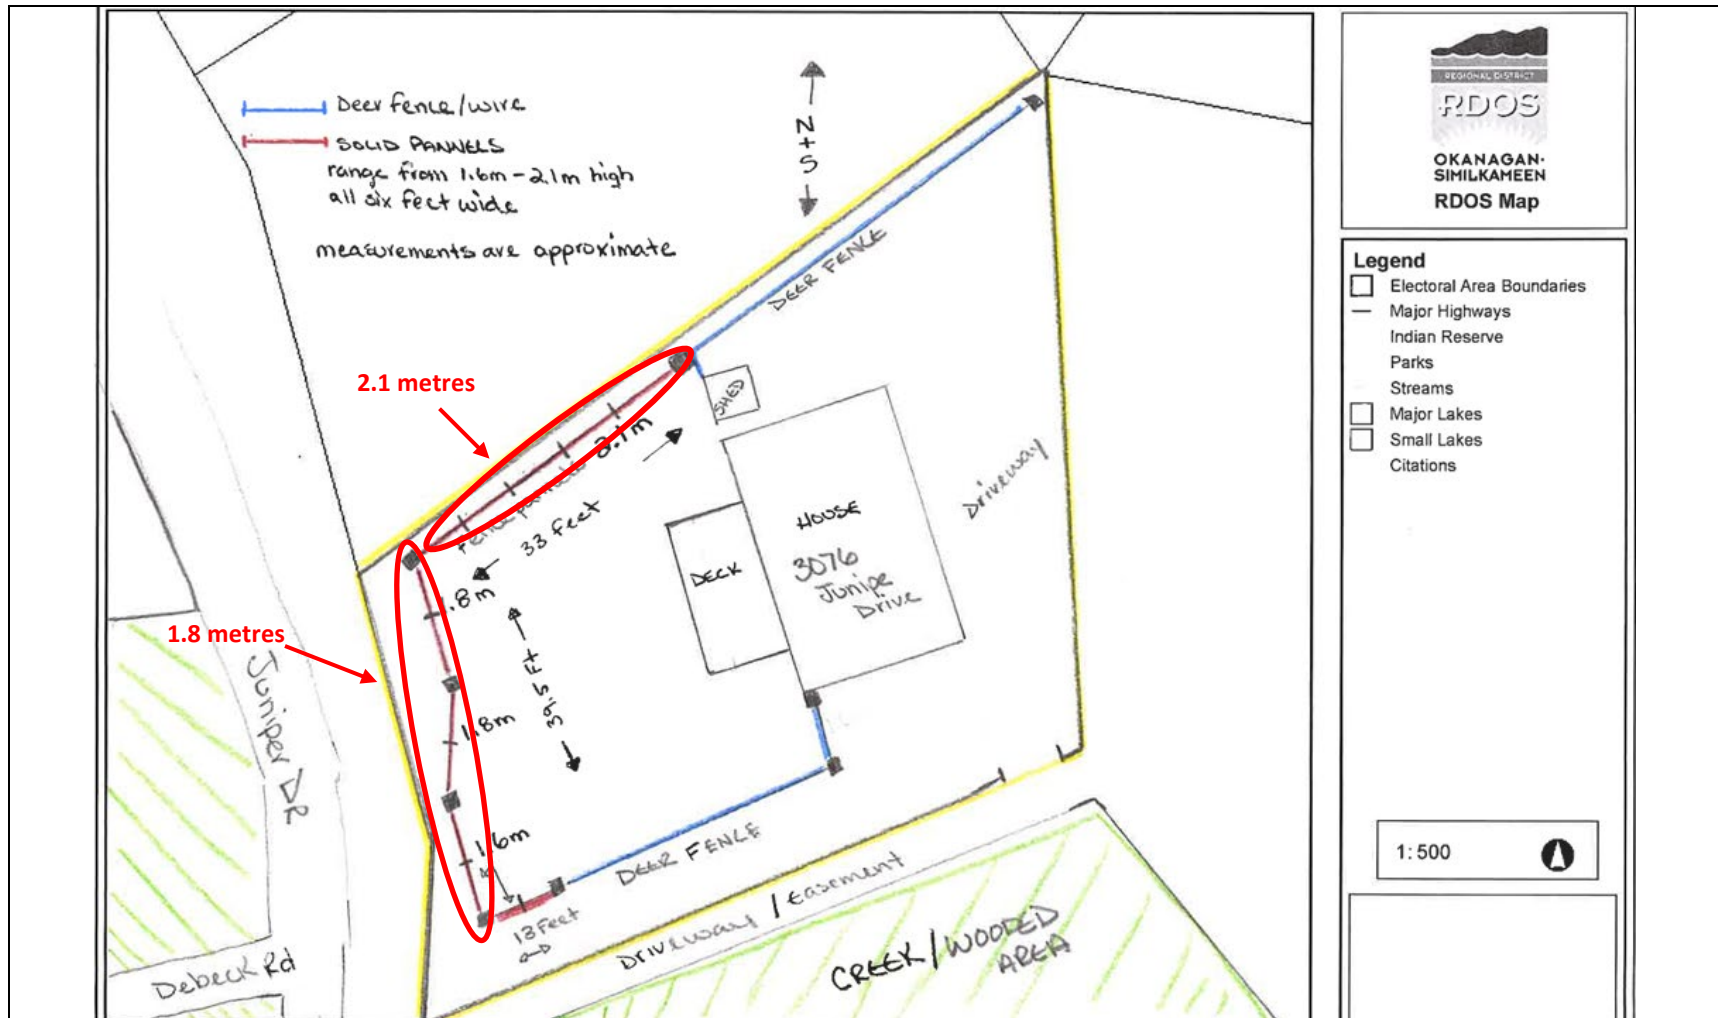 Deer fence/wire
SOLID PANNELS
range from 1.6m-2.1m high
all six feet wide
measurements are approximate
N+S
2.1 metres
DEER FENCE
SHED
2.1m
Fence pannels
33 feet
HOUSE
3076
Junipe
Drive
Driveway
DECK
1.8m
1.8 metres
39.5 Ft
1.8m
1.6m
13 Feet
DEER FENCE
Driveway / Easement
CREEK/WOODED
AREA
Juniper DR
Debeck Rd
REGIONAL DISTRICT
RDOS
OKANAGAN-
SIMILKAMEEN
RDOS Map
Legend
Electoral Area Boundaries
Major Highways
Indian Reserve
Parks
Streams
Major Lakes
Small Lakes
Citations
1: 500